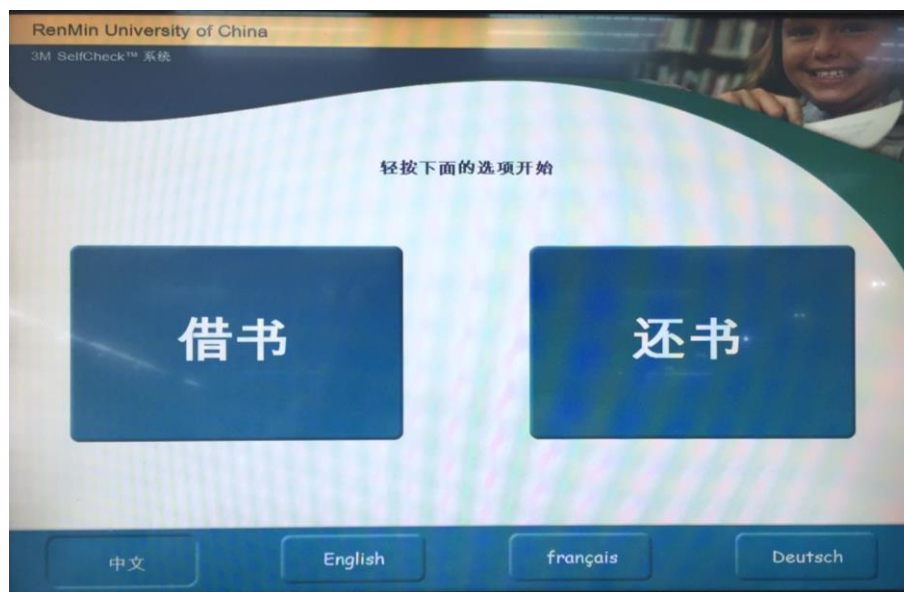 RenMin University of China
3M SelfCheck™ 系统
轻按下面的选项开始
借书
还书
中文
English
français
Deutsch